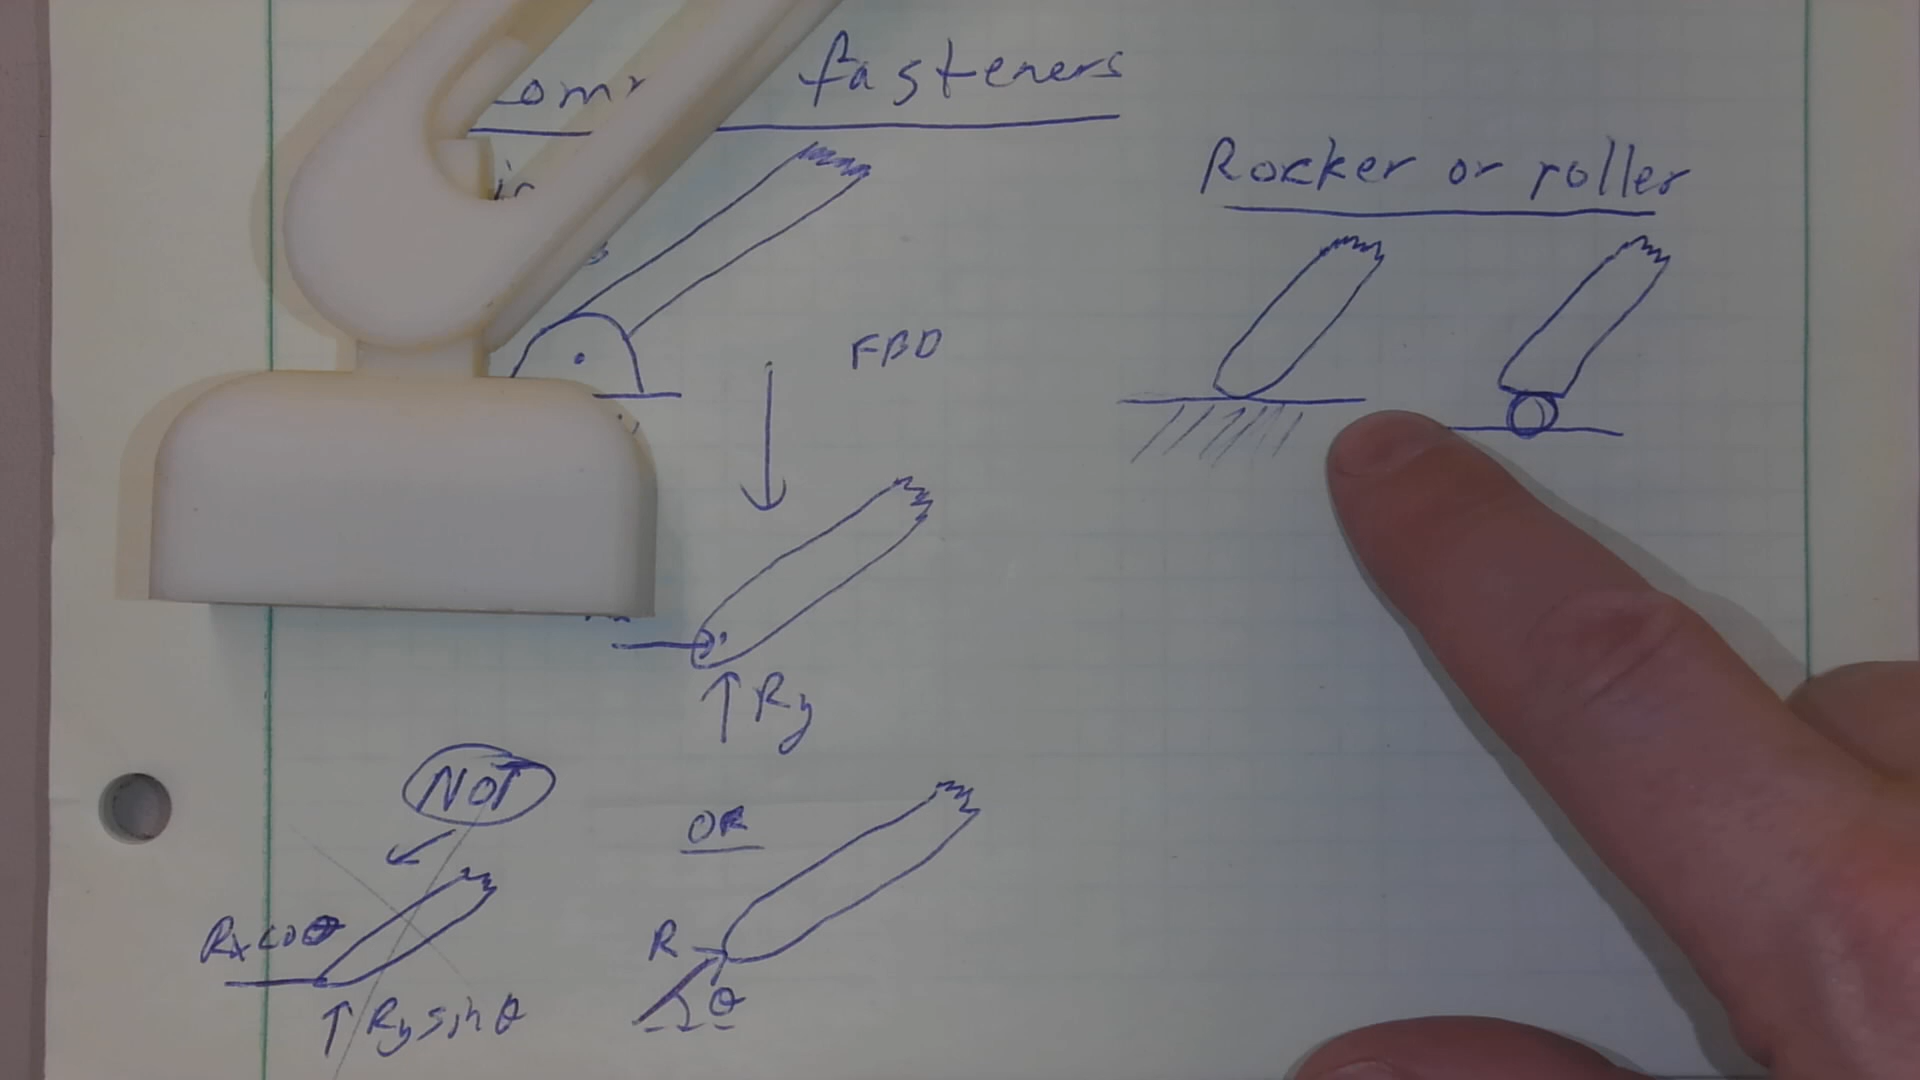 fasteners
Rocker or roller
FBD
Ry
NOT
OR
Rx cos θ
R
θ
Ry sin θ